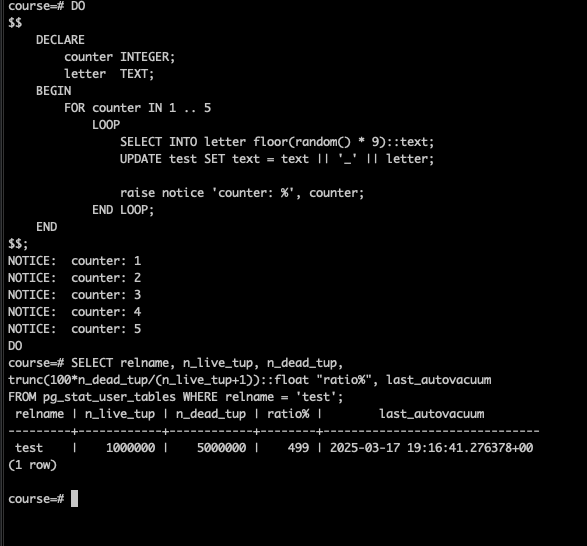 course=# DO
$$
    DECLARE
        counter INTEGER;
        letter  TEXT;
    BEGIN
        FOR counter IN 1 .. 5
            LOOP
                SELECT INTO letter floor(random() * 9)::text;
                UPDATE test SET text = text || '_' || letter;

                raise notice 'counter: %', counter;
            END LOOP;
    END
$$;
NOTICE:  counter: 1
NOTICE:  counter: 2
NOTICE:  counter: 3
NOTICE:  counter: 4
NOTICE:  counter: 5
DO
course=# SELECT relname, n_live_tup, n_dead_tup,
trunc(100*n_dead_tup/(n_live_tup+1))::float "ratio%", last_autovacuum
FROM pg_stat_user_tables WHERE relname = 'test';
 relname | n_live_tup | n_dead_tup | ratio% |        last_autovacuum
---------+------------+------------+--------+-------------------------------
 test    |    1000000 |    5000000 |    499 | 2025-03-17 19:16:41.276378+00
(1 row)

course=#